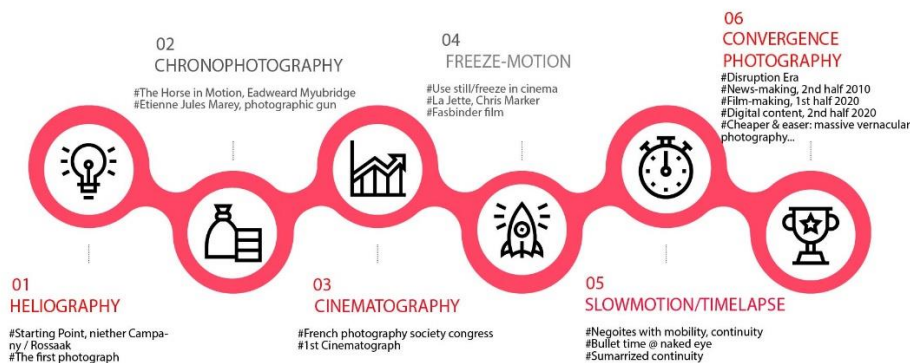 01
HELIOGRAPHY
#Starting Point, niether Campa-
ny / Rossaak
#The first photograph
02
CHRONOPHOTOGRAPHY
#The Horse in Motion, Eadweard Myubridge
#Etienne Jules Marey, photographic gun
03
CINEMATOGRAPHY
#French photography society congress
#1st Cinematograph
04
FREEZE-MOTION
#Use still/freeze in cinema
#La Jette, Chris Marker
#Fasbinder film
05
SLOWMOTION/TIMELAPSE
#Negoites with mobility, continuity
#Bullet time @ naked eye
#Sumarrized continuity
06
CONVERGENCE
PHOTOGRAPHY
#Disruption Era
#News-making, 2nd half 2010
#Film-making, 1st half 2020
#Digital content, 2nd half 2020
#Cheaper & easer: massive vernacular
photography...